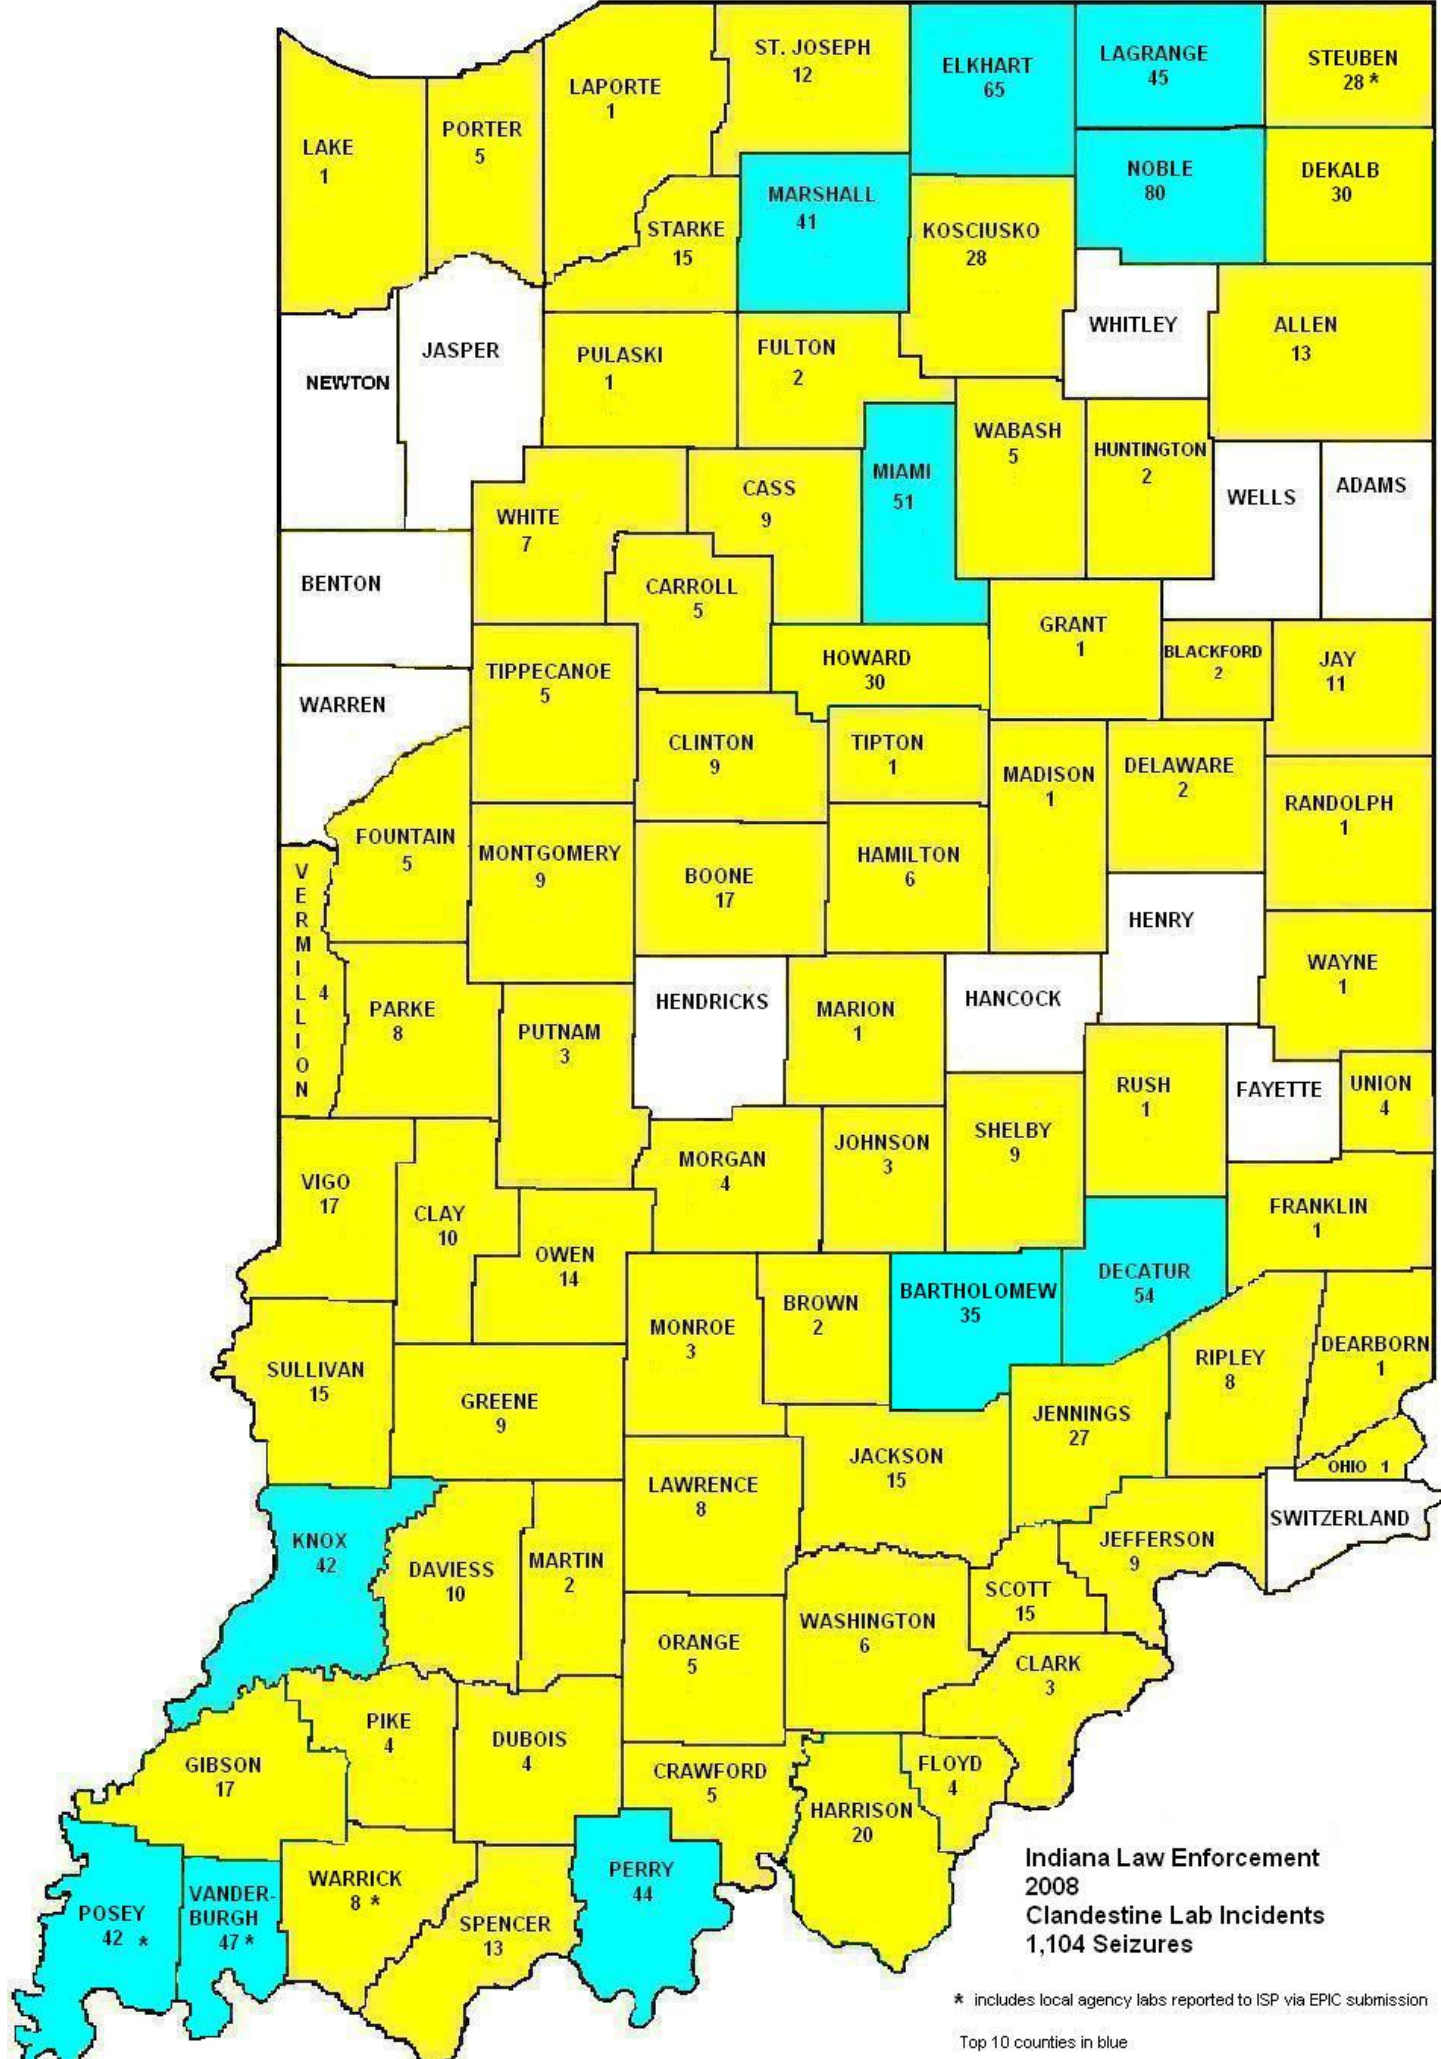 ST. JOSEPH
12
ELKHART
65
LAGRANGE
45
STEUBEN
28 *
LAPORTE
1
PORTER
5
LAKE
1
NOBLE
80
DEKALB
30
MARSHALL
41
STARKE
15
KOSCIUSKO
28
WHITLEY
ALLEN
13
JASPER
NEWTON
PULASKI
1
FULTON
2
WABASH
5
HUNTINGTON
2
MIAMI
51
CASS
9
WELLS
ADAMS
WHITE
7
BENTON
CARROLL
5
GRANT
1
BLACKFORD
2
JAY
11
HOWARD
30
TIPPECANOE
5
WARREN
CLINTON
9
TIPTON
1
MADISON
1
DELAWARE
2
RANDOLPH
1
FOUNTAIN
5
MONTGOMERY
9
BOONE
17
HAMILTON
6
HENRY
V
E
R
M
I
L
L
I
O
N
4
WAYNE
1
PARKE
8
PUTNAM
3
HENDRICKS
MARION
1
HANCOCK
RUSH
1
FAYETTE
UNION
4
MORGAN
4
JOHNSON
3
SHELBY
9
VIGO
17
CLAY
10
OWEN
14
FRANKLIN
1
DECATUR
54
BARTHOLOMEW
35
BROWN
2
MONROE
3
SULLIVAN
15
GREENE
9
RIPLEY
8
DEARBORN
1
JENNINGS
27
JACKSON
15
LAWRENCE
8
OHIO 1
SWITZERLAND
JEFFERSON
9
KNOX
42
DAVIESS
10
MARTIN
2
SCOTT
15
WASHINGTON
6
ORANGE
5
CLARK
3
PIKE
4
DUBOIS
4
GIBSON
17
CRAWFORD
5
FLOYD
4
HARRISON
20
PERRY
44
WARRICK
8 *
VANDER-
BURGH
47 *
POSEY
42 *
SPENCER
13
Indiana Law Enforcement
2008
Clandestine Lab Incidents
1,104 Seizures
* includes local agency labs reported to ISP via EPIC submission
Top 10 counties in blue